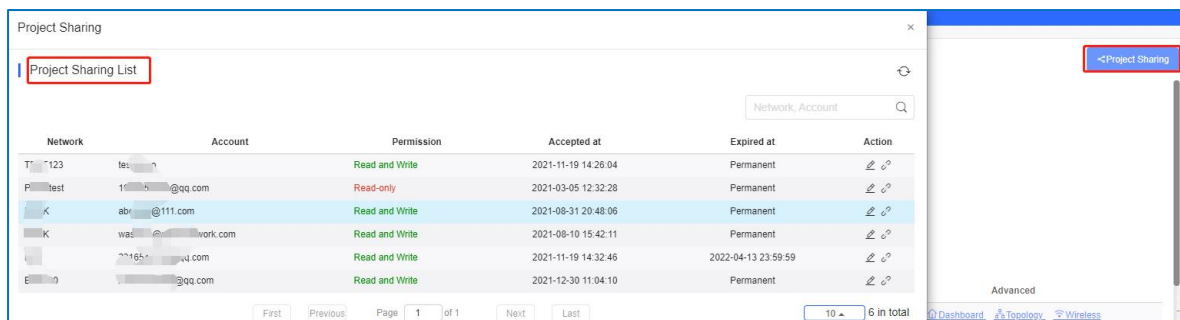 Project Sharing ×
Project Sharing
Project Sharing List
Network, Account
Network Account Permission Accepted at Expired at Action
123 Read and Write 2021-11-19 14:26:04 Permanent
test @qq.com Read-only 2021-03-05 12:32:28 Permanent
K @111.com Read and Write 2021-08-31 20:48:06 Permanent
K Read and Write 2021-08-10 15:42:11 Permanent
Read and Write 2021-11-19 14:32:46 2022-04-13 23:59:59
@qq.com Read and Write 2021-12-30 11:04:10 Permanent
Advanced
First Previous Page 1 of 1 Next Last 10 6 in total
Dashboard Topology Wireless